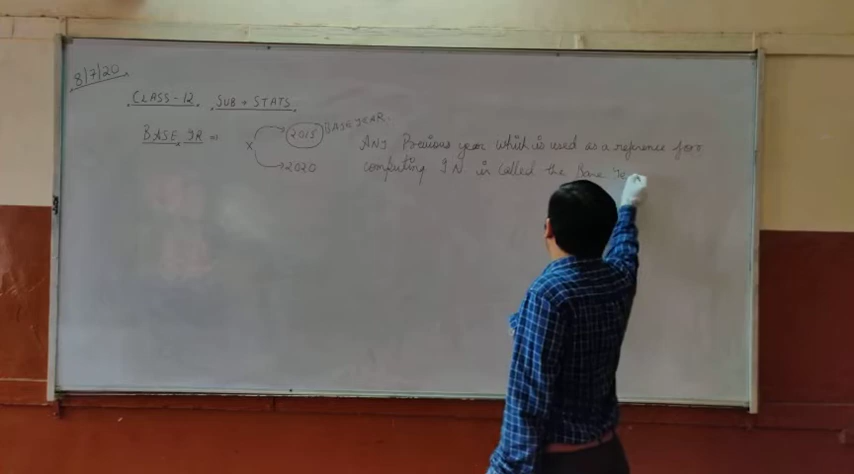 8/7/20
CLASS-12 SUB → STATS
BASE YR ⇒ X 2015 BASE YEAR.
2020
ANS. Previous year which is used as a reference for
computing I N is called the Base Ye